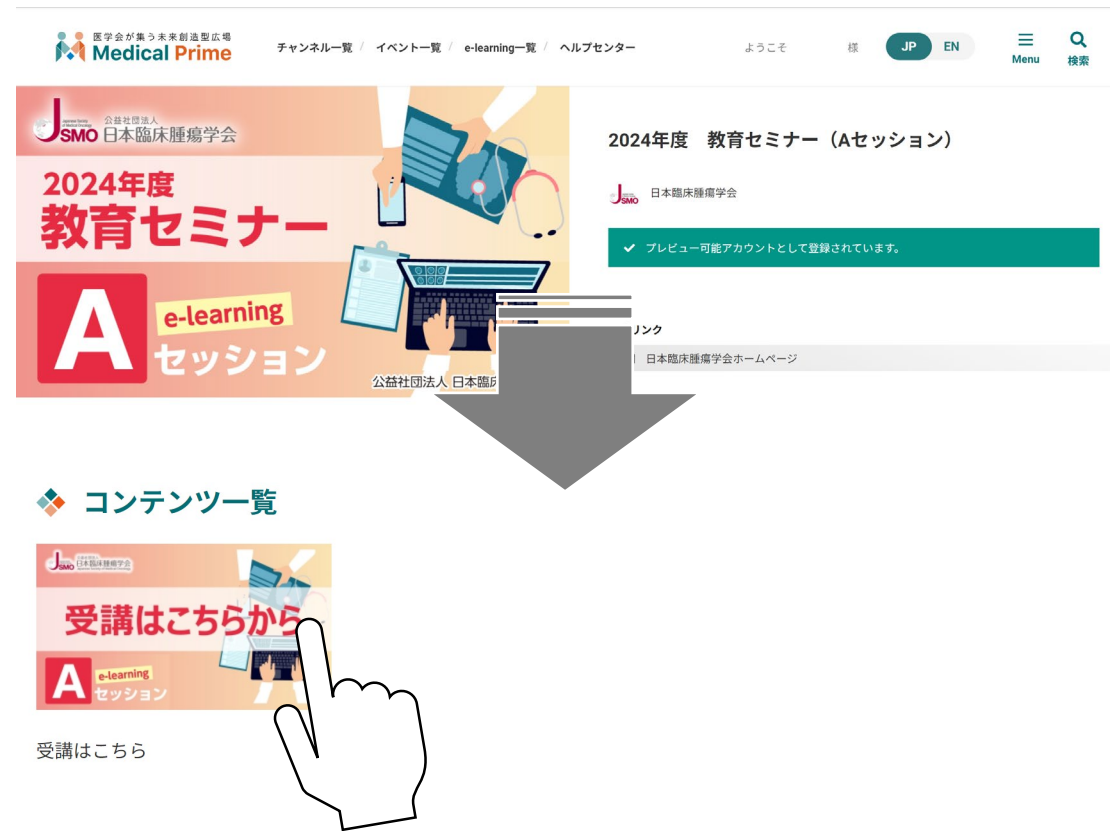 医学会が集う未来創造型広場
Medical Prime
チャンネル一覧 / イベント一覧 / e-learning一覧 / ヘルプセンター
ようこそ 様
JP EN
Menu
検索
公益社団法人
JSMO 日本臨床腫瘍学会
2024年度
教育セミナー
A
e-learning
セッション
公益社団法人 日本臨床
2024年度 教育セミナー（Aセッション）
JSMO 日本臨床腫瘍学会
プレビュー可能アカウントとして登録されています。
リンク
日本臨床腫瘍学会ホームページ
コンテンツ一覧
JSMO 日本臨床腫瘍学会
受講はこちらから
A
e-learning
セッション
受講はこちら